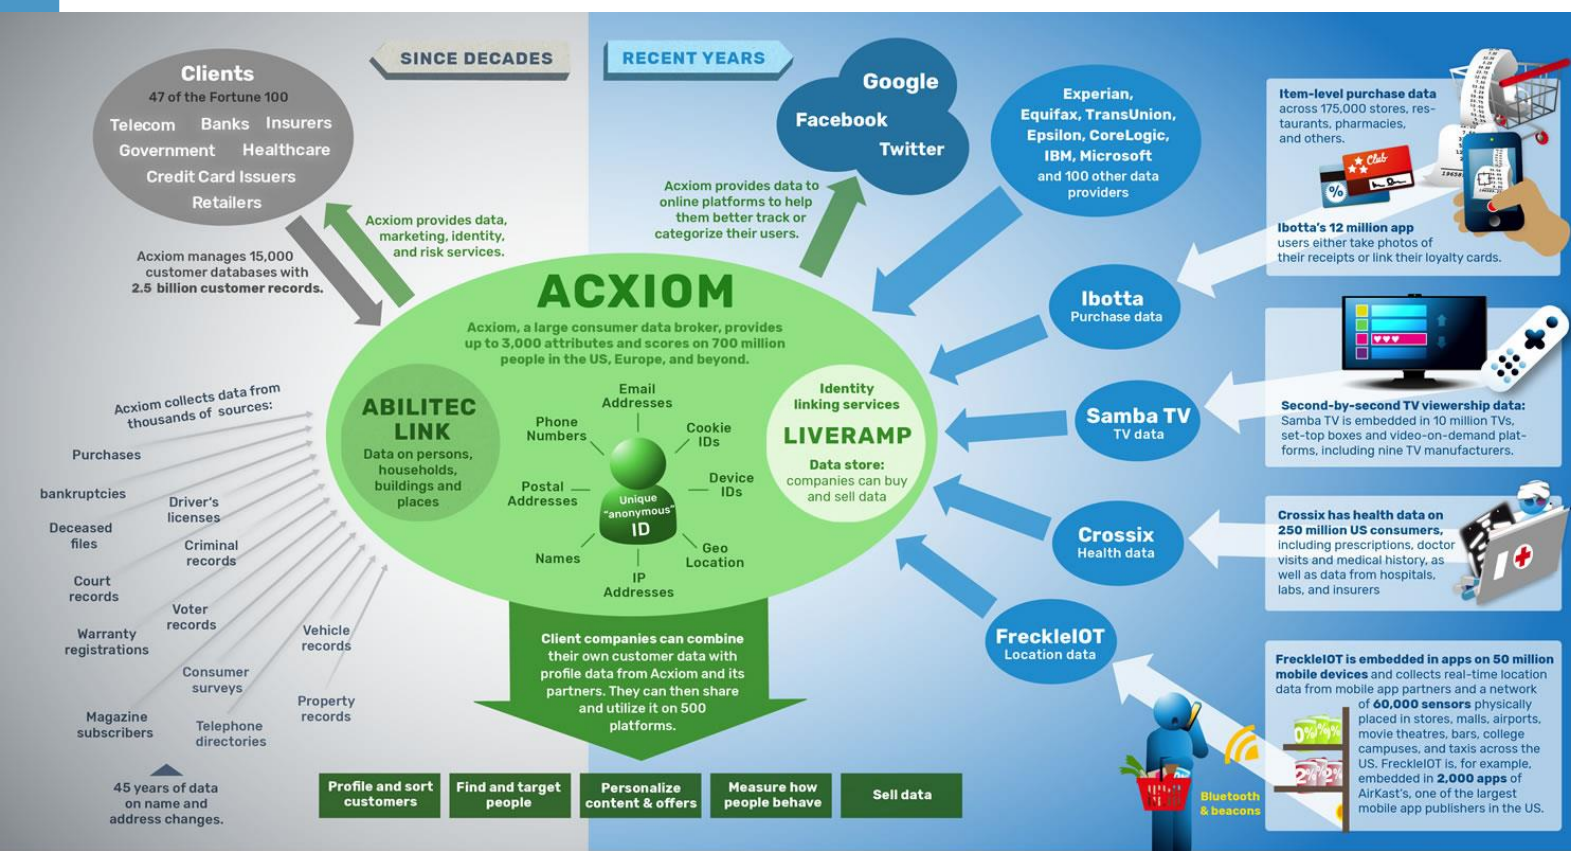 SINCE DECADES
RECENT YEARS
Clients
47 of the Fortune 100
Telecom Banks Insurers
Government Healthcare
Credit Card Issuers
Retailers
Acxiom manages 15,000
customer databases with
2.5 billion customer records.
Acxiom provides data,
marketing, identity,
and risk services.
Acxiom provides data to
online platforms to help
them better track or
categorize their users.
Google
Facebook
Twitter
Experian,
Equifax, TransUnion,
Epsilon, CoreLogic,
IBM, Microsoft
and 100 other data
providers
ACXIOM
Acxiom, a large consumer data broker, provides
up to 3,000 attributes and scores on 700 million
people in the US, Europe, and beyond.
ABILITEC
LINK
Data on persons,
households,
buildings and
places
Email
Addresses
Phone
Numbers
Cookie
IDs
Postal
Addresses
Device
IDs
Unique
"anonymous"
ID
Names
Geo
Location
IP
Addresses
Identity
linking services
LIVERAMP
Data store:
companies can buy
and sell data
Acxiom collects data from
thousands of sources:
Purchases
bankruptcies
Driver's
licenses
Deceased
files
Criminal
records
Court
records
Voter
records
Warranty
registrations
Vehicle
records
Consumer
surveys
Property
records
Magazine
subscribers
Telephone
directories
45 years of data
on name and
address changes.
Client companies can combine
their own customer data with
profile data from Acxiom and its
partners. They can then share
and utilize it on 500
platforms.
Profile and sort
customers
Find and target
people
Personalize
content & offers
Measure how
people behave
Sell data
Ibotta
Purchase data
Samba TV
TV data
Crossix
Health data
FreckleIOT
Location data
Item-level purchase data
across 175,000 stores, res-
taurants, pharmacies,
and others.
Club
%
Ibotta's 12 million app
users either take photos of
their receipts or link their loyalty cards.
Second-by-second TV viewership data:
Samba TV is embedded in 10 million TVs,
set-top boxes and video-on-demand plat-
forms, including nine TV manufacturers.
Crossix has health data on
250 million US consumers,
including prescriptions, doctor
visits and medical history, as
well as data from hospitals,
labs, and insurers
FreckleIOT is embedded in apps on 50 million
mobile devices and collects real-time location
data from mobile app partners and a network
of 60,000 sensors physically
placed in stores, malls, airports,
movie theatres, bars, college
campuses, and taxis across the
US. FreckleIOT is, for example,
embedded in 2,000 apps of
AirKast's, one of the largest
mobile app publishers in the US.
0%
2%
Bluetooth
& beacons